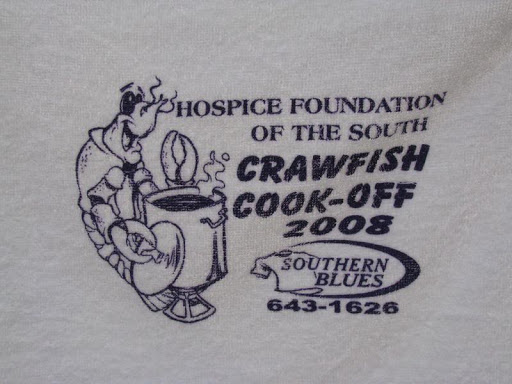 HOSPICE FOUNDATION
OF THE SOUTH
CRAWFISH
COOK-OFF
2008
SOUTHERN
BLUES
643-1626